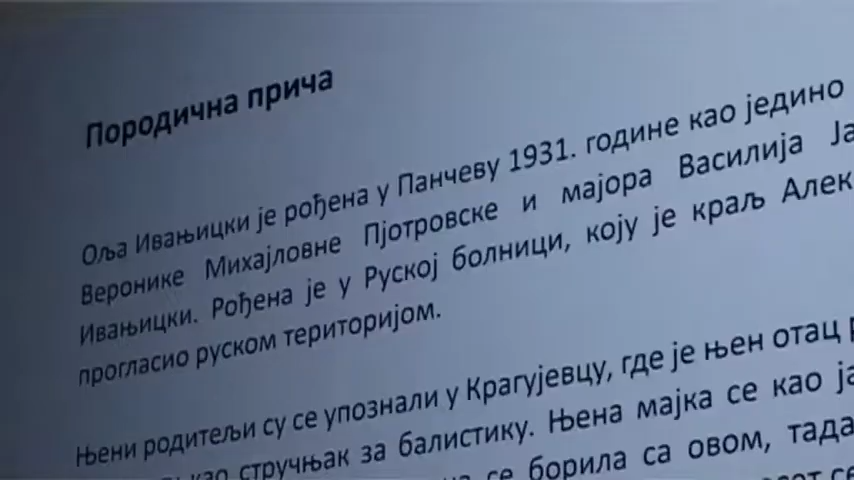 Породична прича
Оља Ивањицки је рођена у Панчеву 1931. године као једино
Веронике Михајловне Пјотровске и мајора Василија
Ивањицки. Рођена је у Руској болници, коју је краљ
прогласио руском територијом.
Њени родитељи су се упознали у Крагујевцу, где је њен отац
као стручњак за балистику. Њена мајка се као
се борила са овом, тада